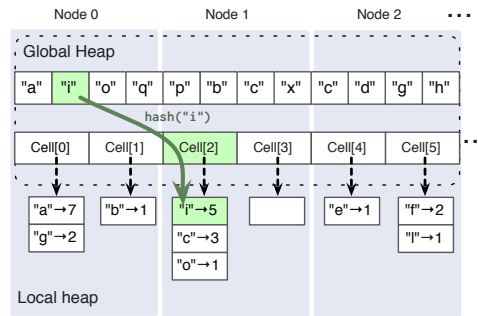 Node 0 Node 1 Node 2 ...
Global Heap
"a" "i" "o" "q" "p" "b" "c" "x" "c" "d" "g" "h"
hash("i")
Cell[0] Cell[1] Cell[2] Cell[3] Cell[4] Cell[5] ..
"a"→7 "b"→1 "i"→5 "e"→1 "f"→2
"g"→2 "c"→3 "l"→1
"o"→1
Local heap